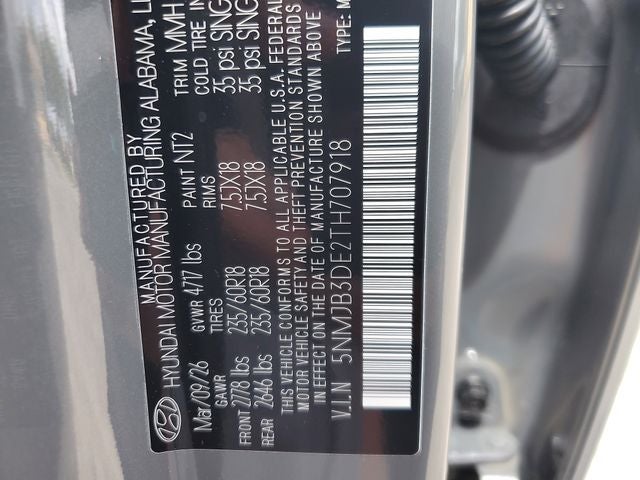 MANUFACTURED BY
HYUNDAI MOTOR MANUFACTURING ALABAMA,
Mar/09/26 PAINT NT2 TRIM MMH
GVWR 4717 lbs
GAWR TIRES RIMS COLD TIRE
FRONT 2778 lbs 235/60R18 7.5JX18 35 psi SING
REAR 2646 lbs 235/60R18 7.5JX18 35 psi SING
THIS VEHICLE CONFORMS TO ALL APPLICABLE U.S.A. FEDERAL
MOTOR VEHICLE SAFETY AND THEFT PREVENTION STANDARDS
IN EFFECT ON THE DATE OF MANUFACTURE SHOWN ABOVE
V.I.N 5NMJB3DE2TH707918 TYPE: